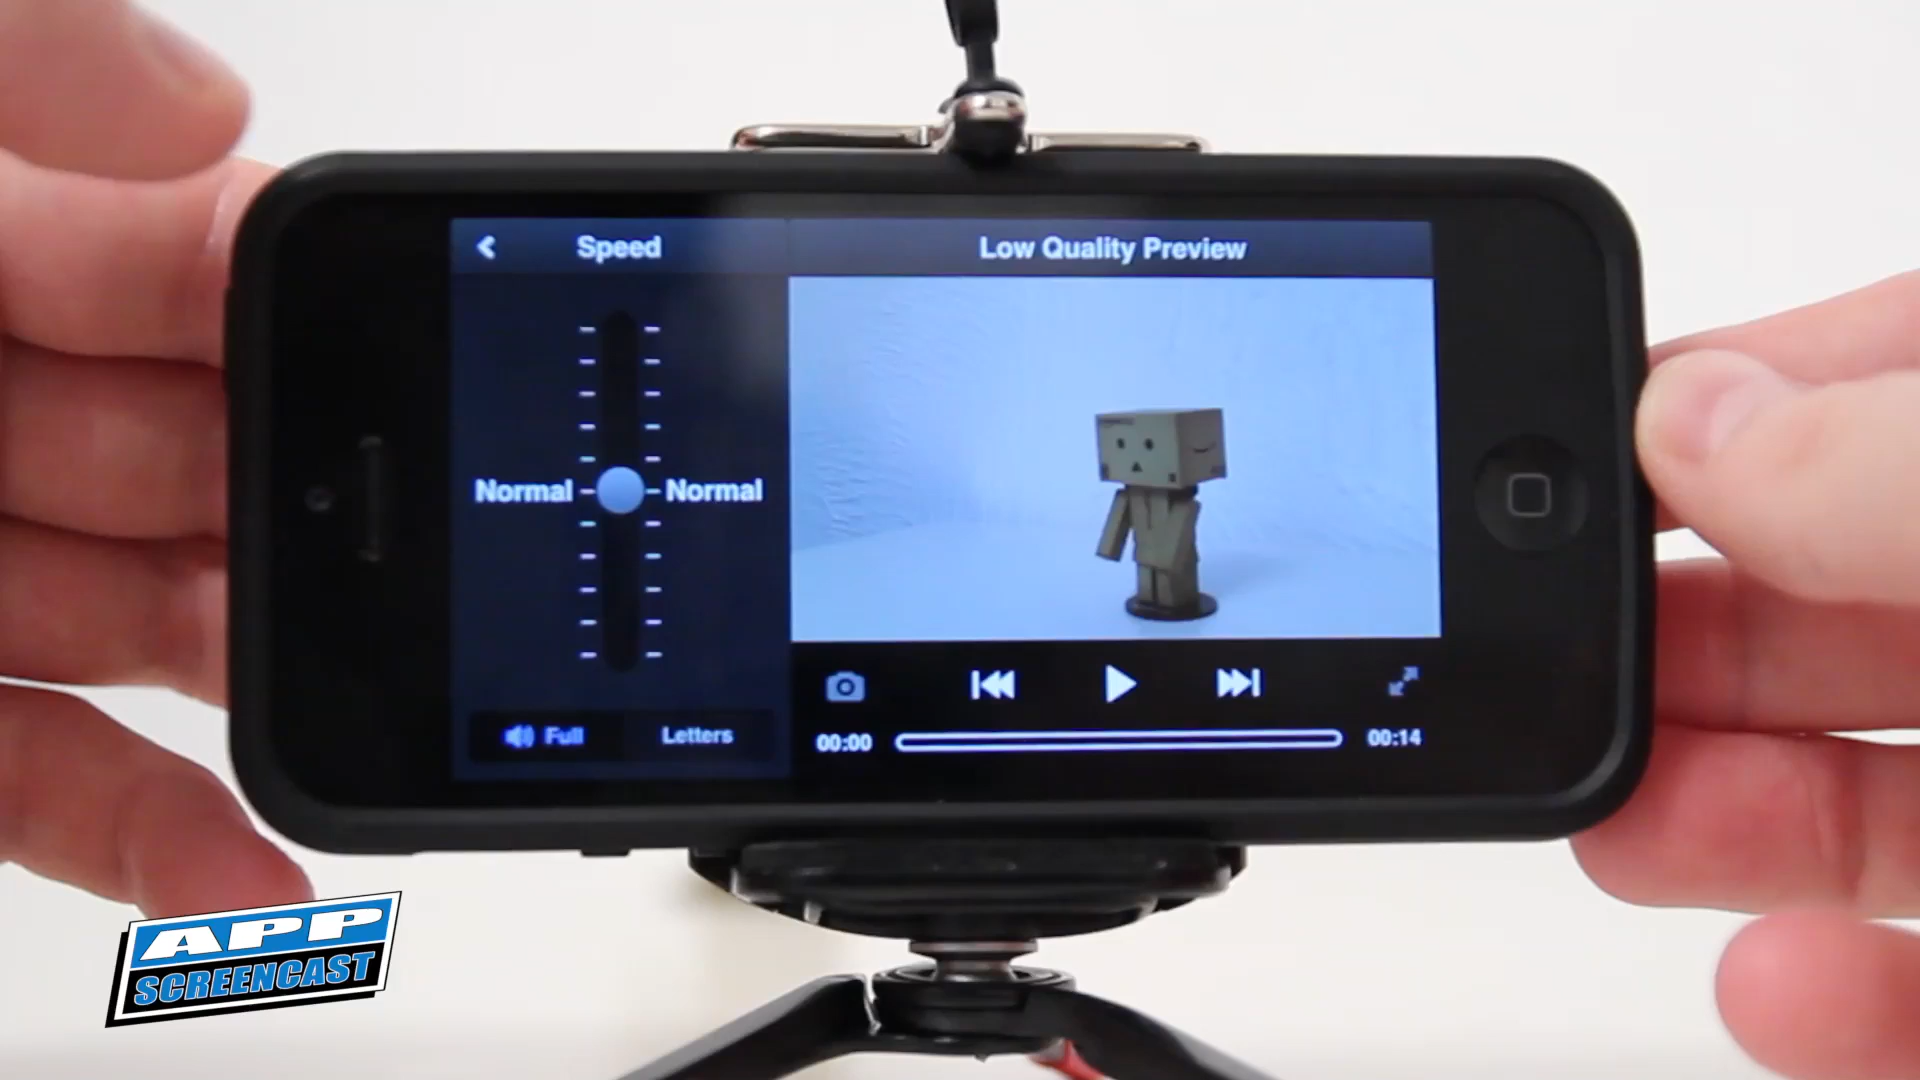 Speed
Low Quality Preview
Normal
Normal
Full
Letters
00:00
00:14
APP
SCREENCAST